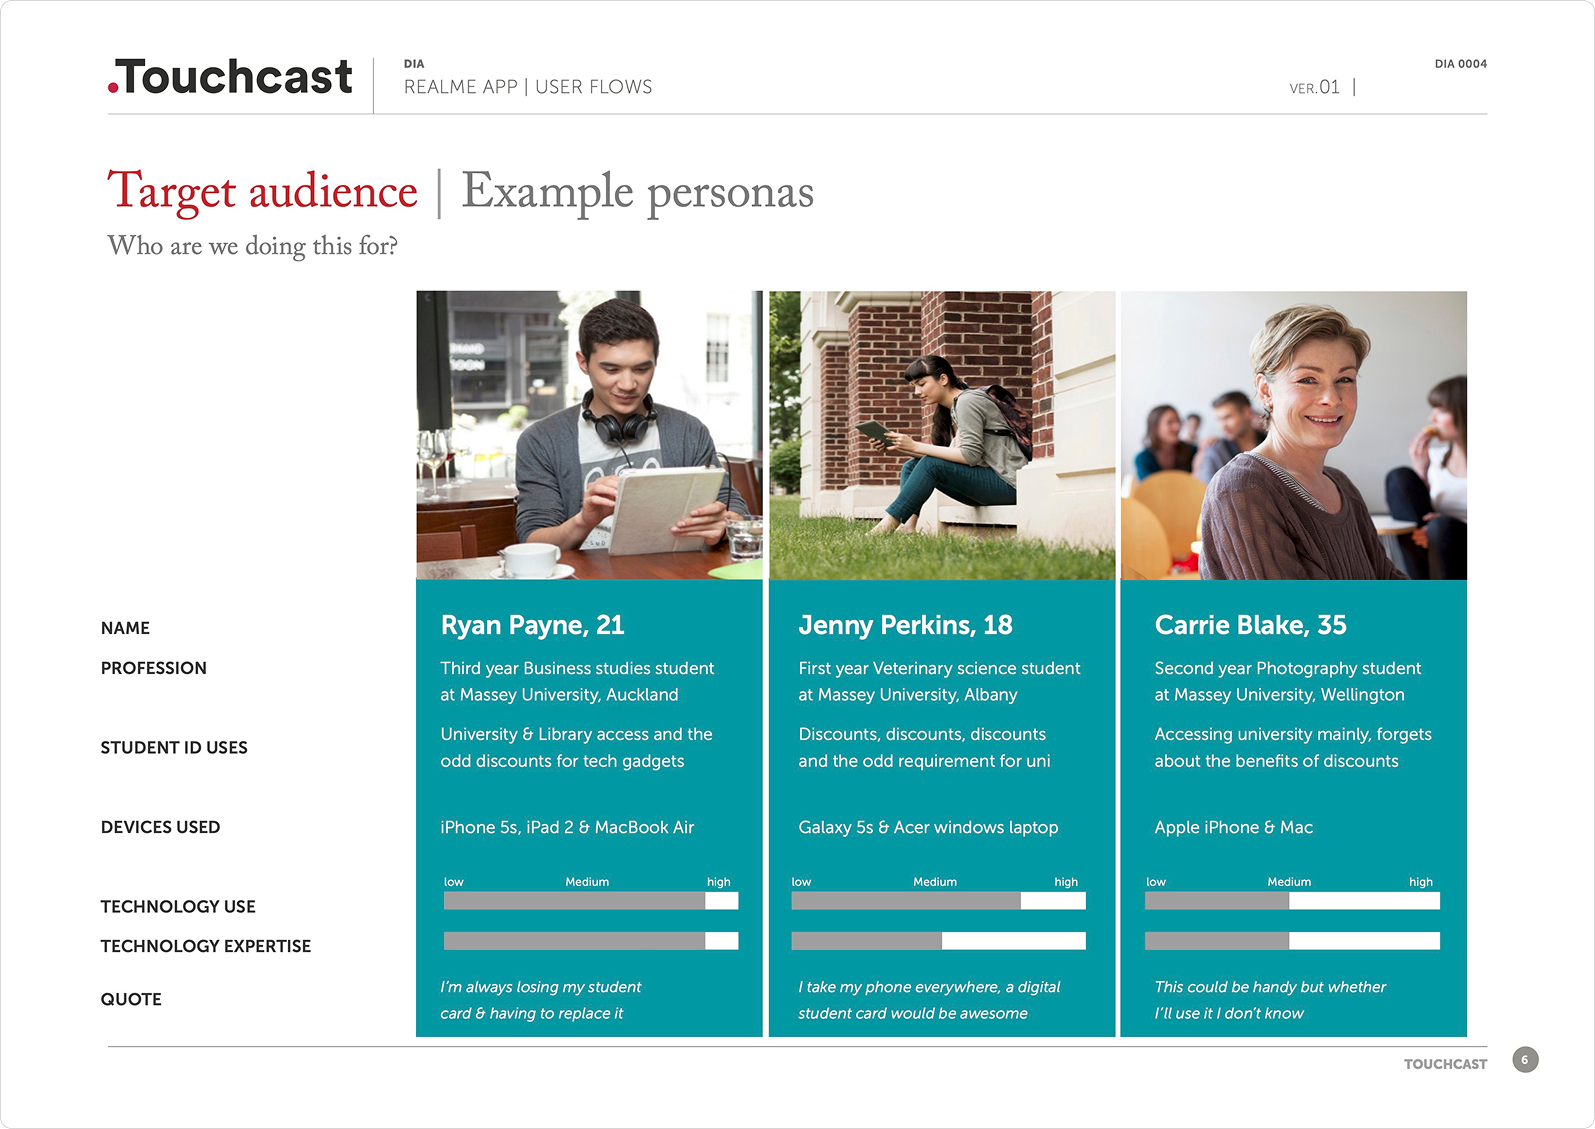 .Touchcast
DIA
REALME APP | USER FLOWS
VER.01 |
DIA 0004
Target audience | Example personas
Who are we doing this for?
NAME
Ryan Payne, 21
Jenny Perkins, 18
Carrie Blake, 35
PROFESSION
Third year Business studies student
at Massey University, Auckland
First year Veterinary science student
at Massey University, Albany
Second year Photography student
at Massey University, Wellington
STUDENT ID USES
University & Library access and the
odd discounts for tech gadgets
Discounts, discounts, discounts
and the odd requirement for uni
Accessing university mainly, forgets
about the benefits of discounts
DEVICES USED
iPhone 5s, iPad 2 & MacBook Air
Galaxy 5s & Acer windows laptop
Apple iPhone & Mac
low Medium high
low Medium high
low Medium high
TECHNOLOGY USE
TECHNOLOGY EXPERTISE
QUOTE
I'm always losing my student
card & having to replace it
I take my phone everywhere, a digital
student card would be awesome
This could be handy but whether
I'll use it I don't know
TOUCHCAST
6